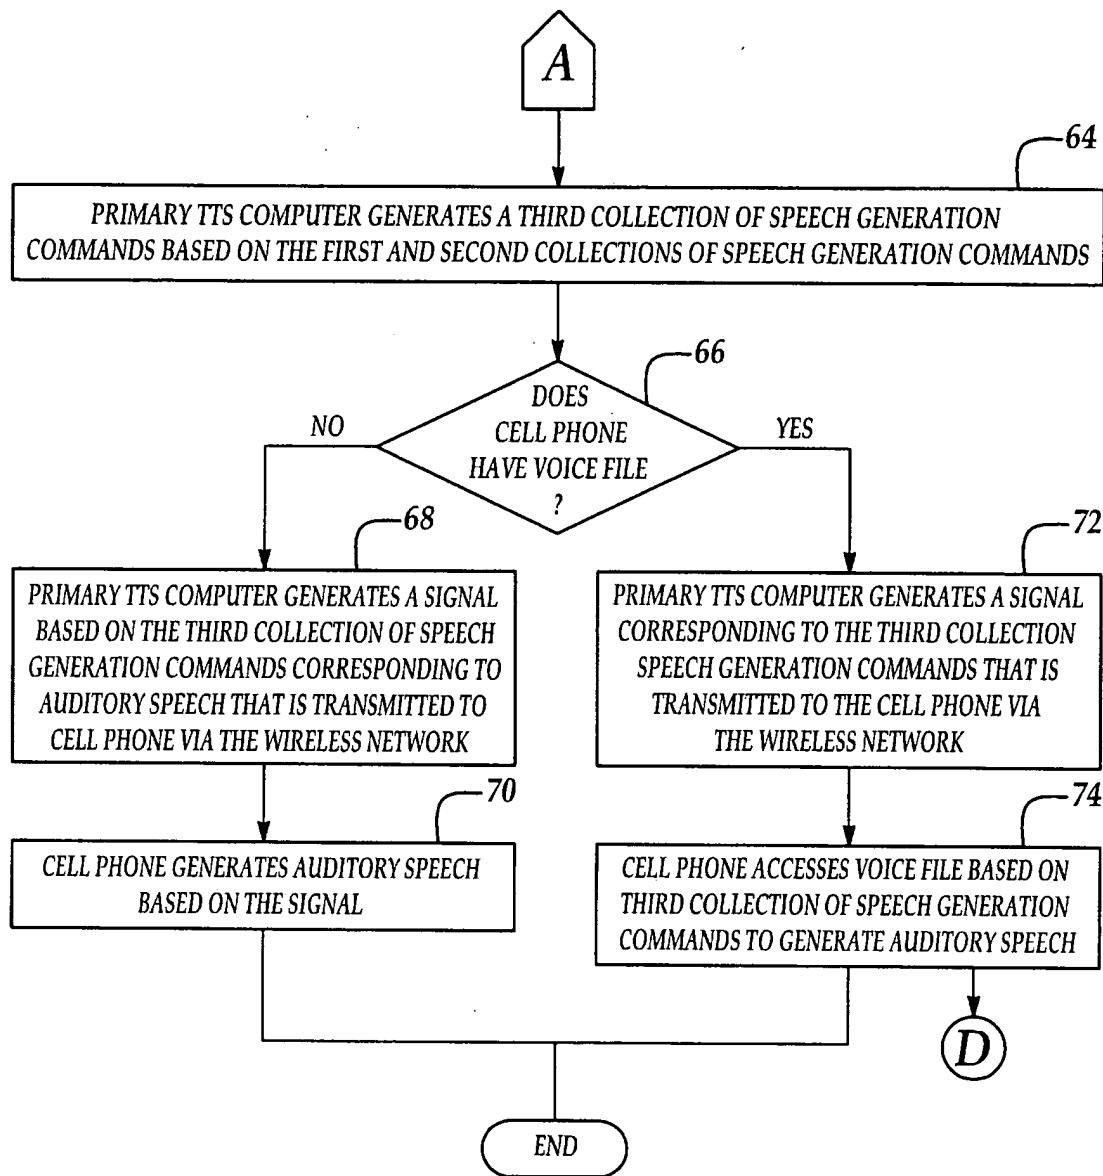 A
64
PRIMARY TTS COMPUTER GENERATES A THIRD COLLECTION OF SPEECH GENERATION
COMMANDS BASED ON THE FIRST AND SECOND COLLECTIONS OF SPEECH GENERATION COMMANDS
66
DOES
CELL PHONE
HAVE VOICE FILE
?
NO
YES
68
PRIMARY TTS COMPUTER GENERATES A SIGNAL
BASED ON THE THIRD COLLECTION OF SPEECH
GENERATION COMMANDS CORRESPONDING TO
AUDITORY SPEECH THAT IS TRANSMITTED TO
CELL PHONE VIA THE WIRELESS NETWORK
72
PRIMARY TTS COMPUTER GENERATES A SIGNAL
CORRESPONDING TO THE THIRD COLLECTION
SPEECH GENERATION COMMANDS THAT IS
TRANSMITTED TO THE CELL PHONE VIA
THE WIRELESS NETWORK
70
CELL PHONE GENERATES AUDITORY SPEECH
BASED ON THE SIGNAL
74
CELL PHONE ACCESSES VOICE FILE BASED ON
THIRD COLLECTION OF SPEECH GENERATION
COMMANDS TO GENERATE AUDITORY SPEECH
D
END